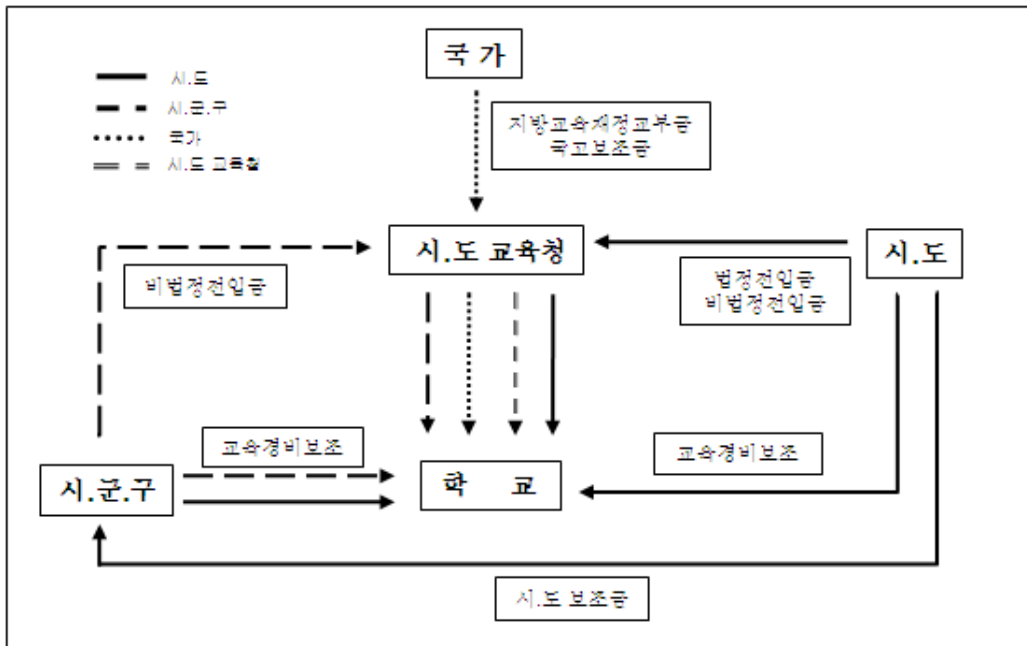 국 가
시.도
시.군.구
국가
시.도 교육청
지방교육재정교부금
국고보조금
시.도 교육청
시.도
비법정전입금
법정전입금
비법정전입금
교육경비보조
교육경비보조
시.군.구
학 교
시.도 보조금